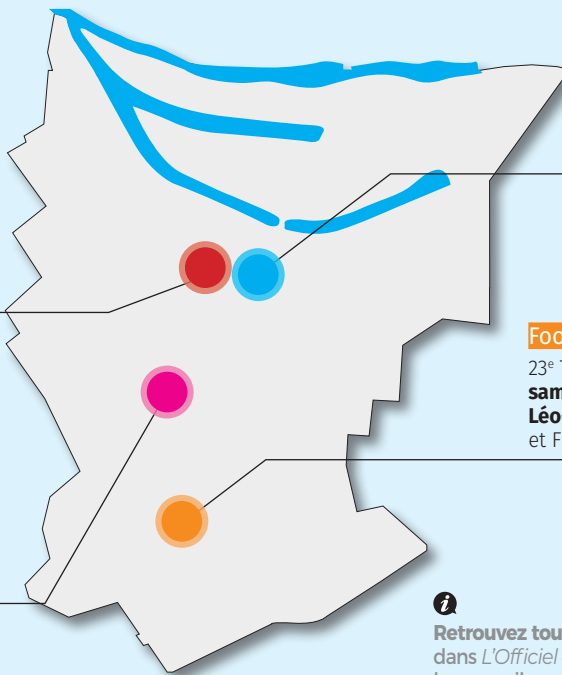 Foo
23e T
sam
Léo
et F
i
Retrouvez tou
dans L'Officiel